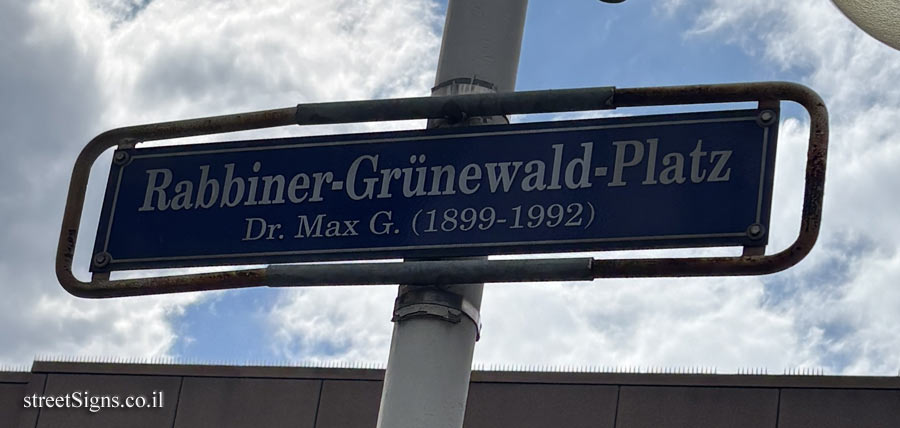 Rabbiner-Grünewald-Platz
Dr. Max G. (1899-1992)
streetSigns.co.il